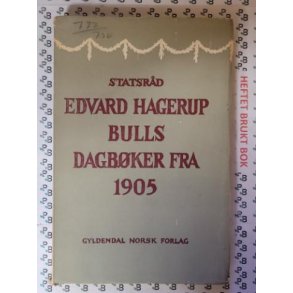 STATSRÅD
EDVARD HAGERUP
BULLS
DAGBØKER FRA
1905
GYLDENDAL NORSK FORLAG
HEFTET BRUKT BOK